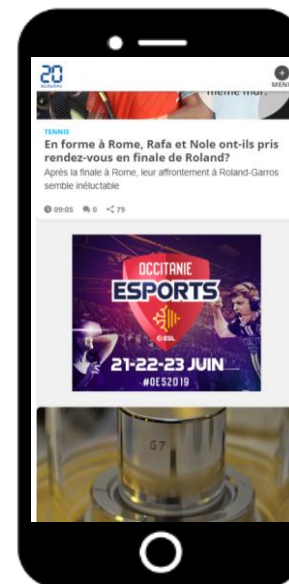 20
MINUTES
MENU
même mur.
TENNIS
En forme à Rome, Rafa et Nole ont-ils pris
rendez-vous en finale de Roland?
Après la finale à Rome, leur affrontement à Roland-Garros
semble inéluctable
09:05 0 79
OCCITANIE
ESPORTS
ESL
21-22-23 JUIN
#OES2019
G7